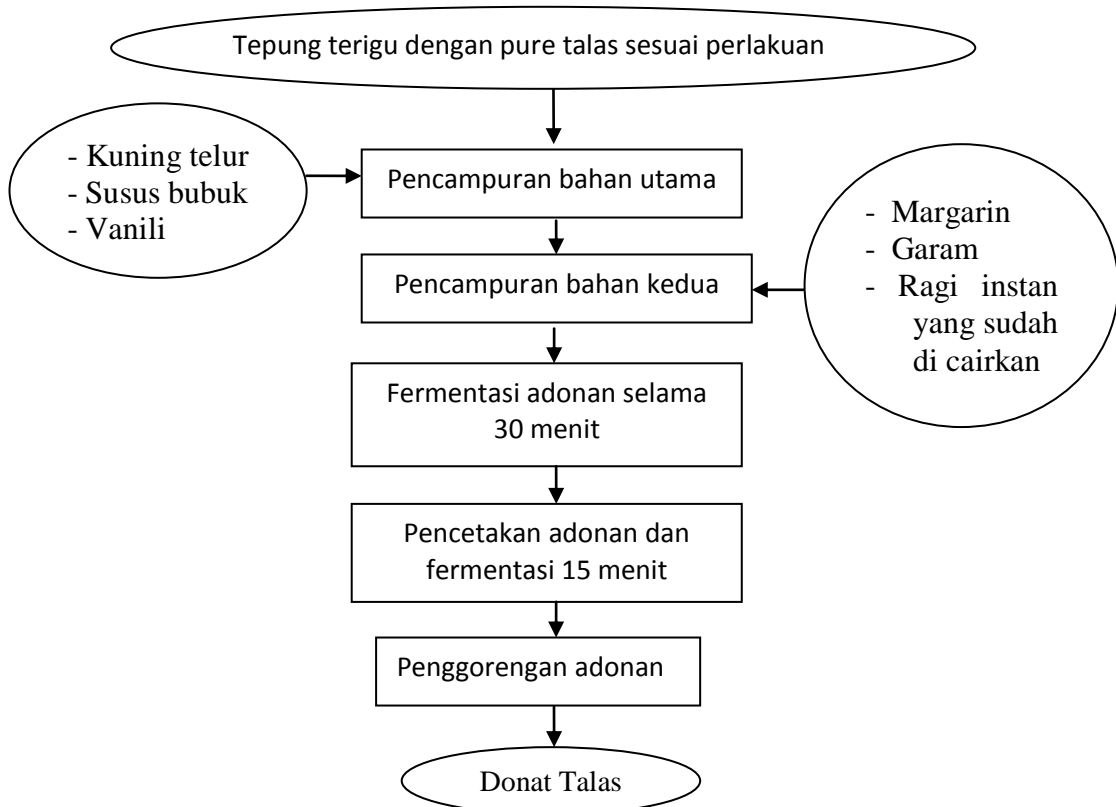 Tepung terigu dengan pure talas sesuai perlakuan
- Kuning telur
- Susus bubuk
- Vanili
Pencampuran bahan utama
Pencampuran bahan kedua
- Margarin
- Garam
- Ragi instan
yang sudah
di cairkan
Fermentasi adonan selama
30 menit
Pencetakan adonan dan
fermentasi 15 menit
Penggorengan adonan
Donat Talas